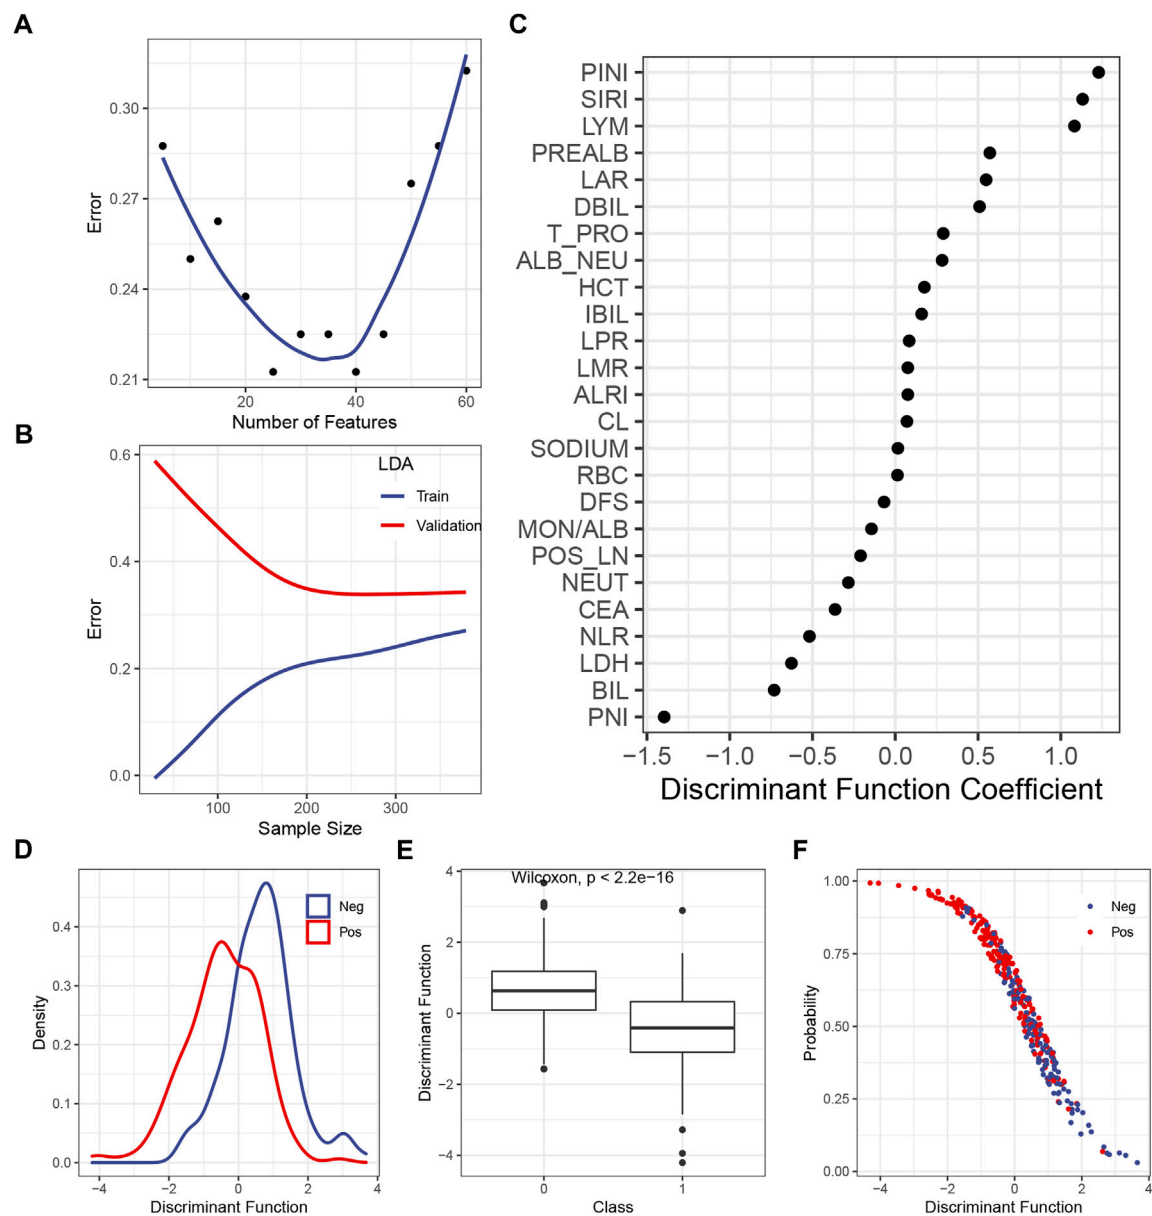 A
0.30
0.27
0.24
0.21
Error
20
40
60
Number of Features
B
0.6
0.4
0.2
0.0
Error
LDA
Train
Validation
100
200
300
Sample Size
C
PINI
SIRI
LYM
PREALB
LAR
DBIL
T_PRO
ALB_NEU
HCT
IBIL
LPR
LMR
ALRI
CL
SODIUM
RBC
DFS
MON/ALB
POS_LN
NEUT
CEA
NLR
LDH
BIL
PNI
−1.5
−1.0
−0.5
0.0
0.5
1.0
Discriminant Function Coefficient
D
0.4
0.3
0.2
0.1
0.0
Density
Neg
Pos
−4
−2
0
2
4
Discriminant Function
E
4
2
0
−2
−4
Discriminant Function
Wilcoxon, p < 2.2e−16
0
1
Class
F
1.00
0.75
0.50
0.25
0.00
Probability
Neg
Pos
−4
−2
0
2
4
Discriminant Function